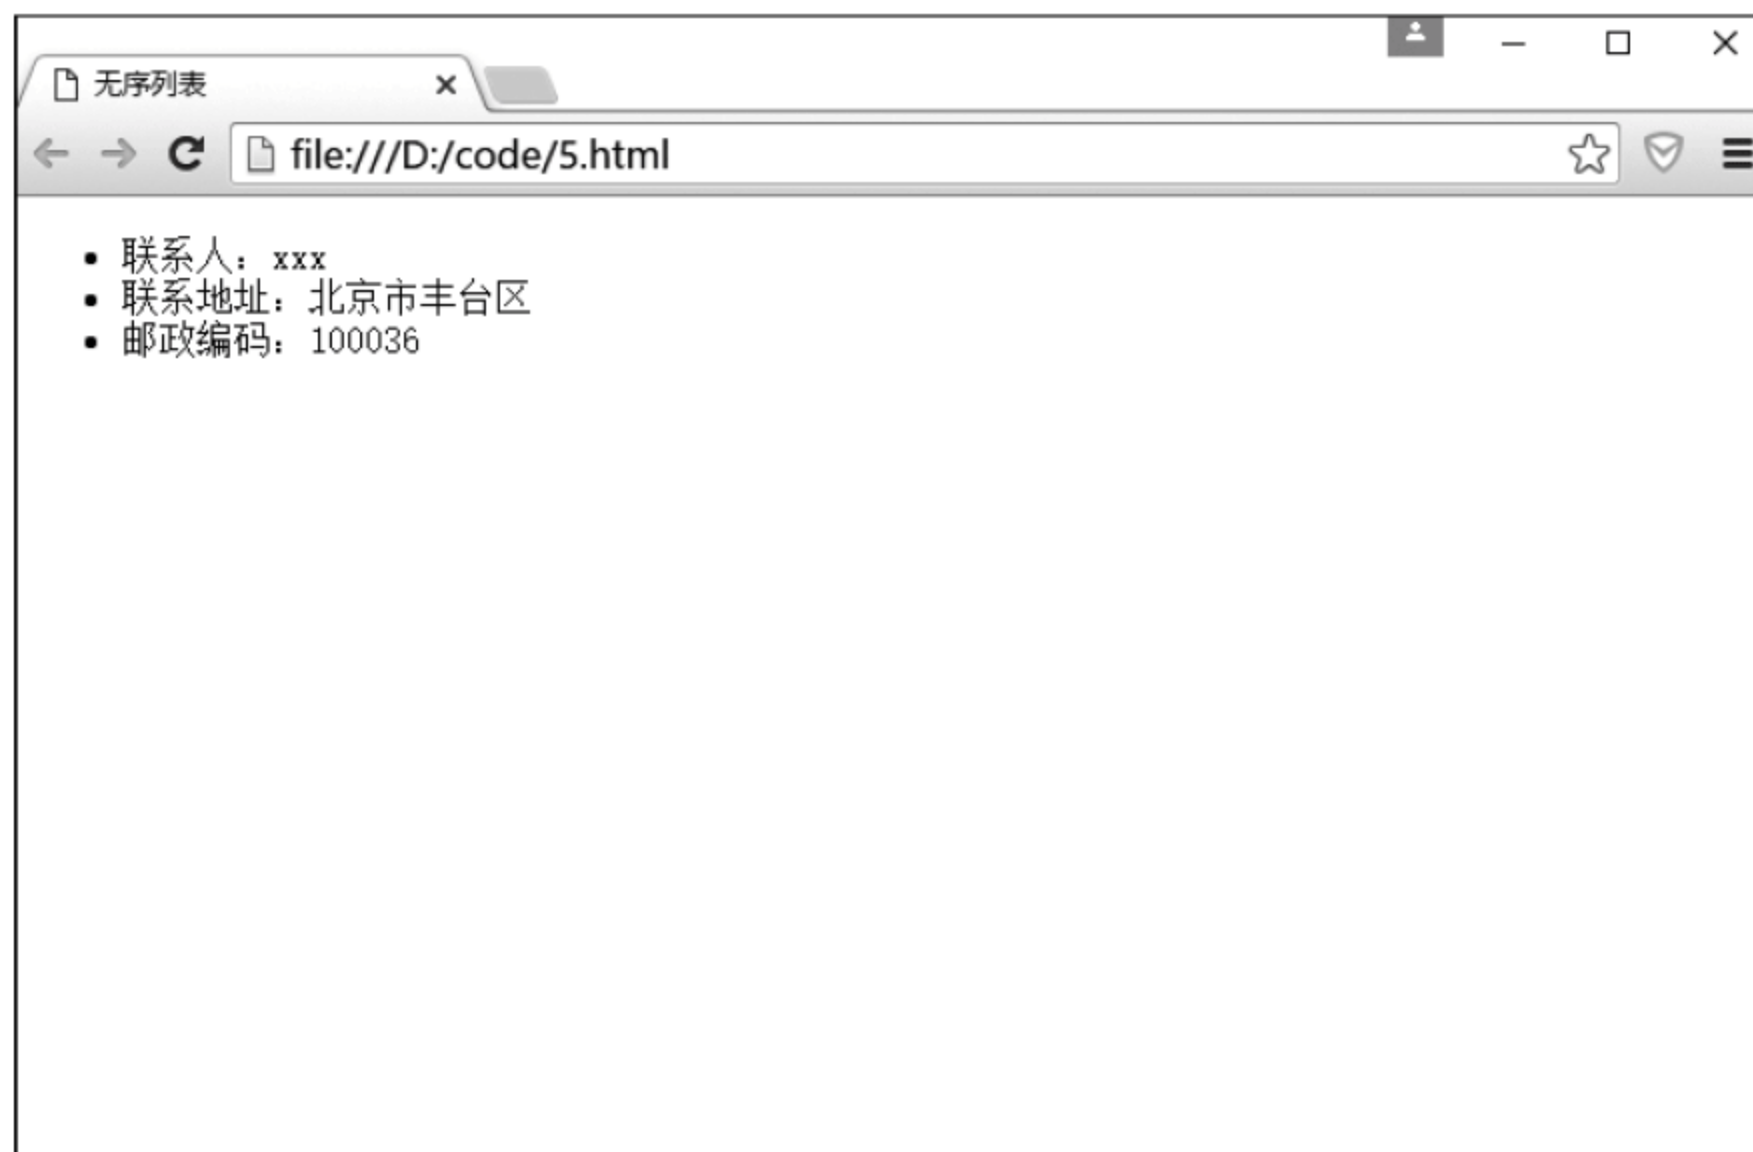 无序列表
file:///D:/code/5.html
• 联系人：xxx
• 联系地址：北京市丰台区
• 邮政编码：100036